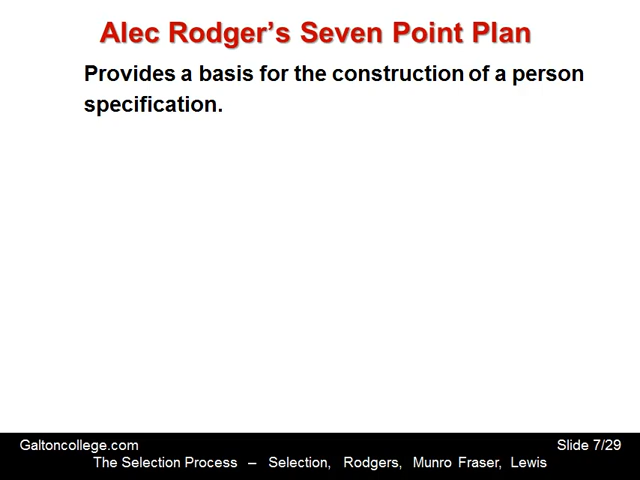 Alec Rodger’s Seven Point Plan
Provides a basis for the construction of a person
specification.
Galtoncollege.com
Slide 7/29
The Selection Process – Selection, Rodgers, Munro Fraser, Lewis